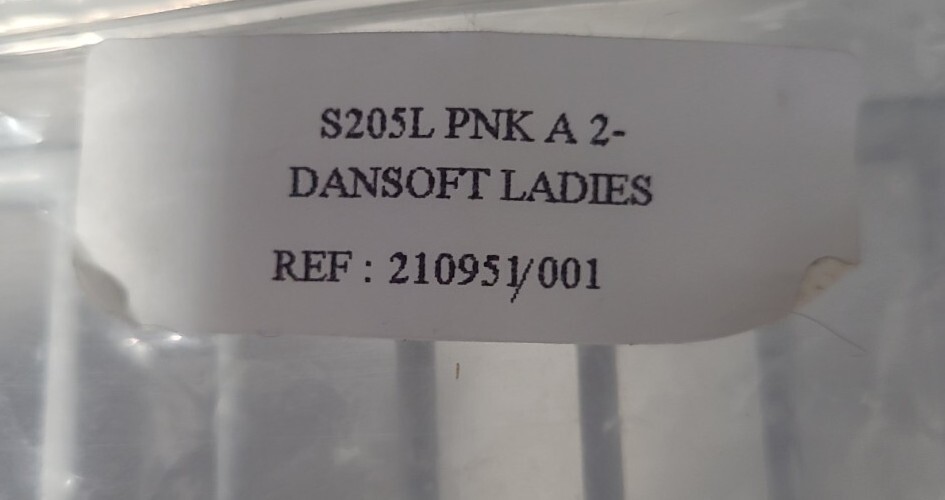 S205L PNK A 2-
DANSOFT LADIES
REF : 210951/001